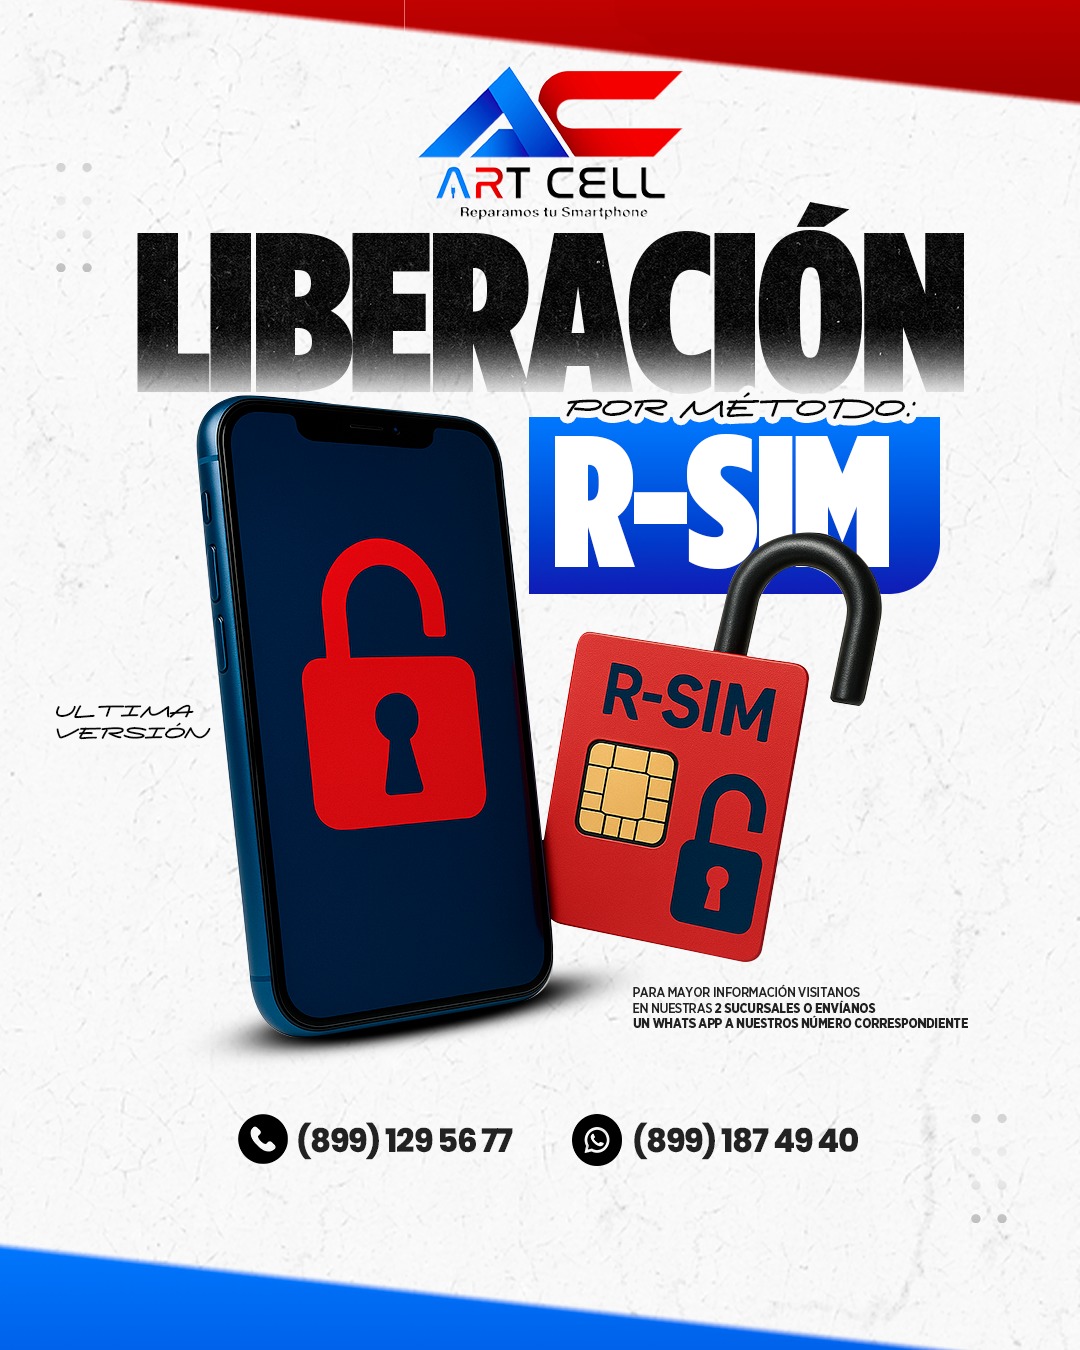 AC
ART CELL
Reparamos tu Smartphone
LIBERACIÓN
POR MÉTODO:
R-SIM
R-SIM
ULTIMA
VERSIÓN
PARA MAYOR INFORMACIÓN VISITANOS
EN NUESTRAS 2 SUCURSALES O ENVÍANOS
UN WHATS APP A NUESTROS NÚMERO CORRESPONDIENTE
(899) 129 56 77
(899) 187 49 40